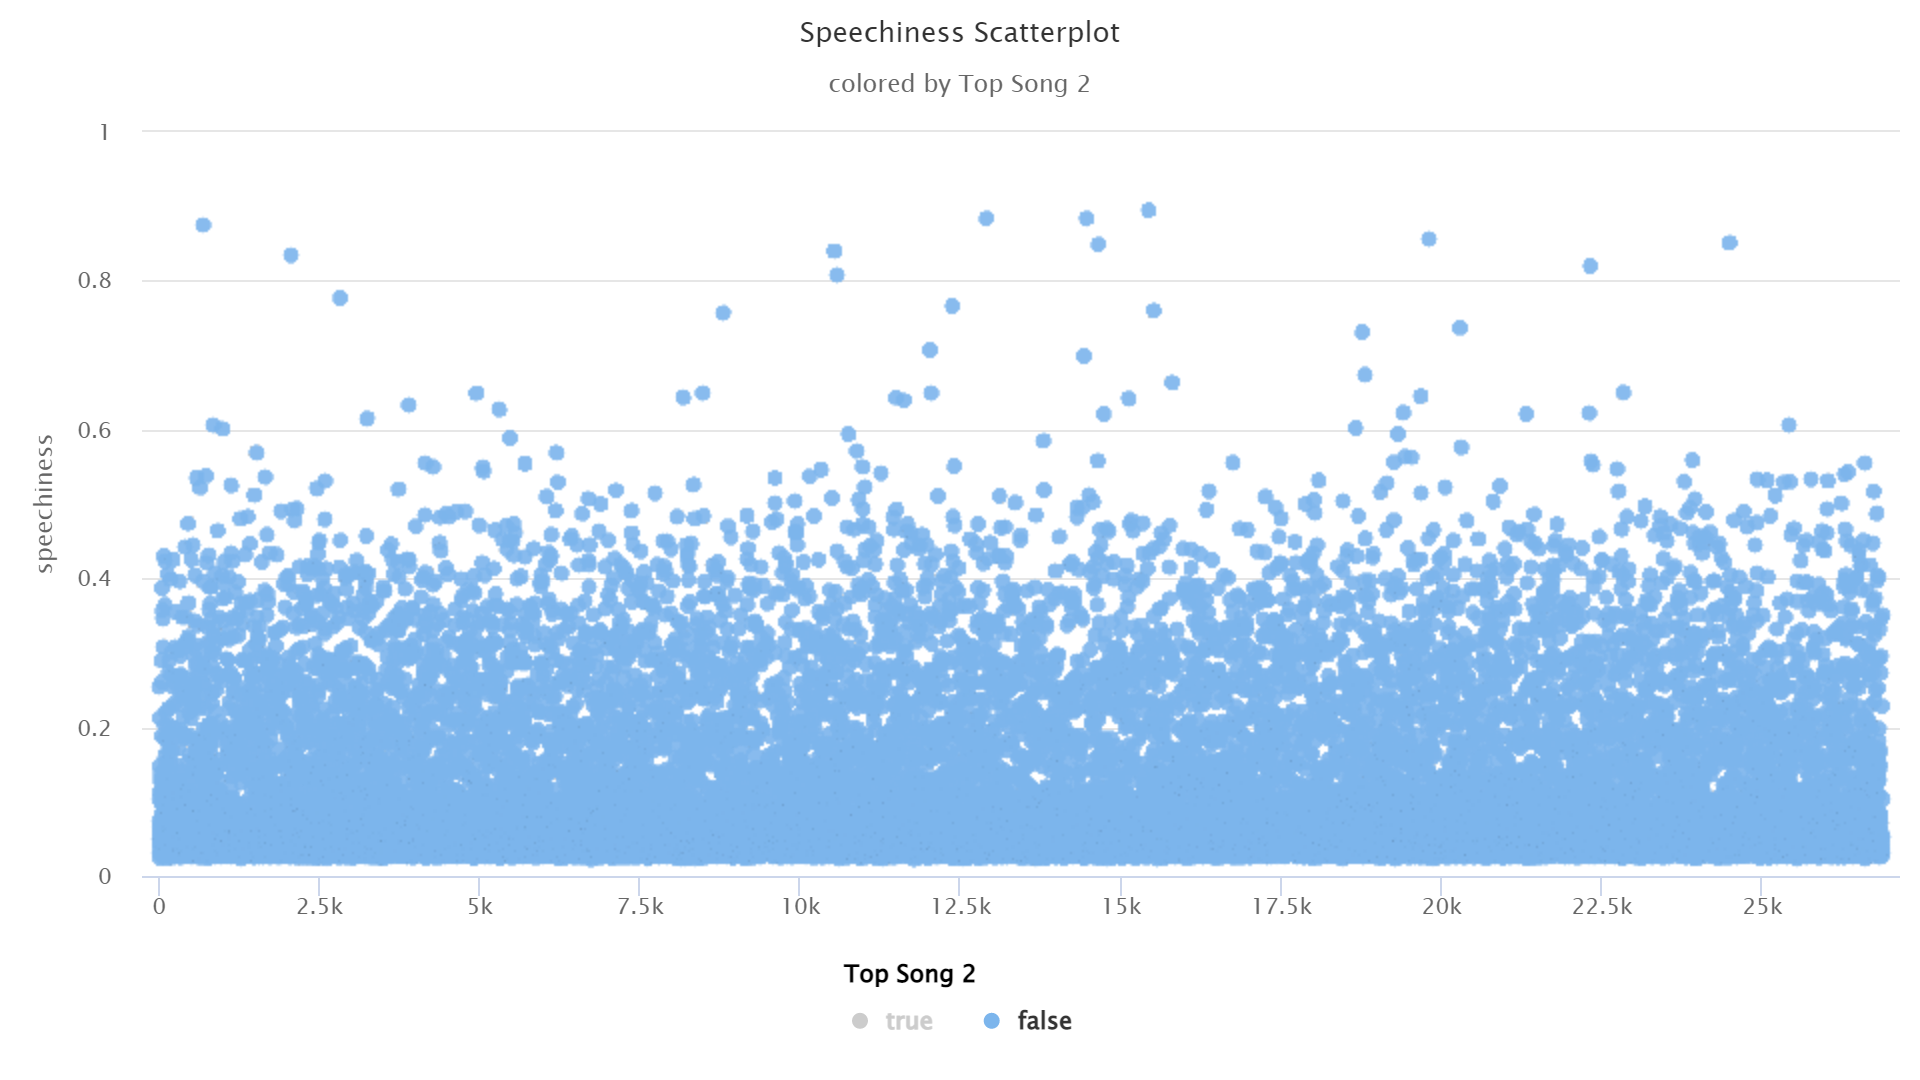 Speechiness Scatterplot
colored by Top Song 2
speechiness
1
0.8
0.6
0.4
0.2
0
0 2.5k 5k 7.5k 10k 12.5k 15k 17.5k 20k 22.5k 25k
Top Song 2
true false